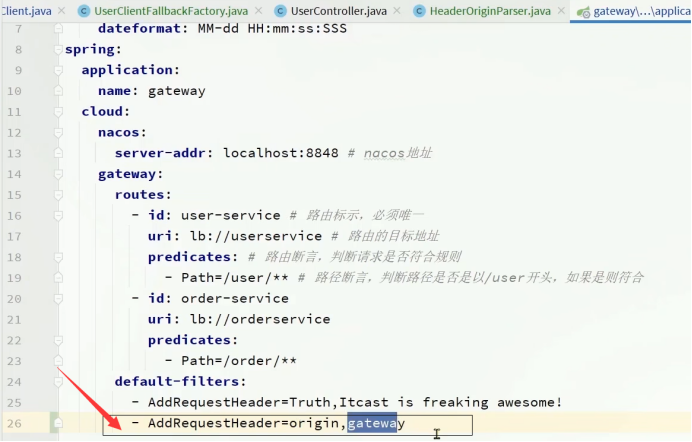 Client.java × UserClientFallbackFactory.java × UserController.java × HeaderOriginParser.java × gateway\...\applica
7 dateformat: MM-dd HH:mm:ss:SSS
8 spring:
9 application:
10 name: gateway
11 cloud:
12 nacos:
13 server-addr: localhost:8848 # nacos地址
14 gateway:
15 routes:
16 - id: user-service # 路由标示，必须唯一
17 uri: lb://userservice # 路由的目标地址
18 predicates: # 路由断言，判断请求是否符合规则
19 - Path=/user/** # 路径断言，判断路径是否是以/user开头，如果是则符合
20 - id: order-service
21 uri: lb://orderservice
22 predicates:
23 - Path=/order/**
24 default-filters:
25 - AddRequestHeader=Truth,Itcast is freaking awesome!
26 - AddRequestHeader=origin,gateway